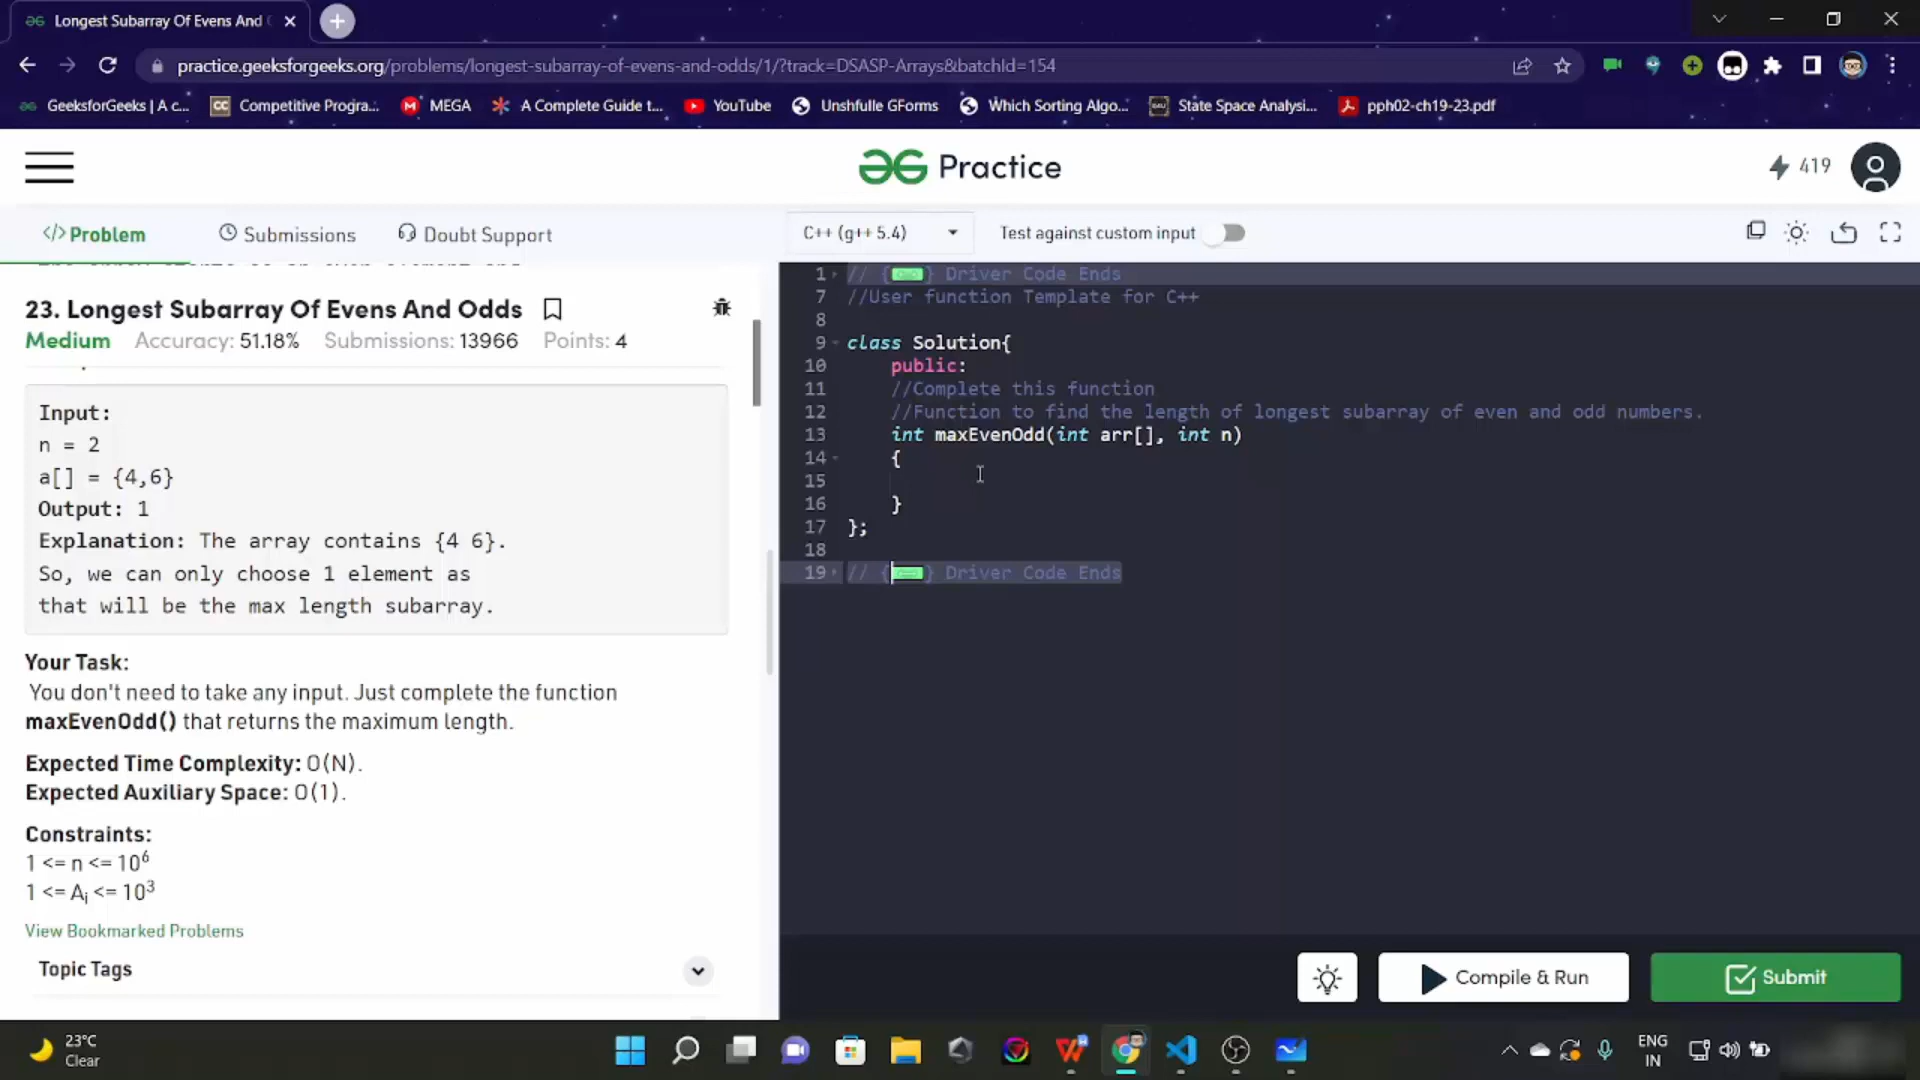 Longest Subarray Of Evens And
practice.geeksforgeeks.org/problems/longest-subarray-of-evens-and-odds/1/?track=DSASP-Arrays&batchId=154
GeeksforGeeks | A c... CC Competitive Progra... MEGA A Complete Guide t... YouTube Unshfulle GForms Which Sorting Algo... State Space Analysi... pph02-ch19-23.pdf
Practice
419
</> Problem Submissions Doubt Support
C++ (g++ 5.4) Test against custom input
23. Longest Subarray Of Evens And Odds
Medium Accuracy: 51.18% Submissions: 13966 Points: 4
Input:
n = 2
a[] = {4,6}
Output: 1
Explanation: The array contains {4 6}.
So, we can only choose 1 element as
that will be the max length subarray.
Your Task:
You don't need to take any input. Just complete the function
maxEvenOdd() that returns the maximum length.
Expected Time Complexity: O(N).
Expected Auxiliary Space: O(1).
Constraints:
1 <= n <= 10⁶
1 <= Aᵢ <= 10³
View Bookmarked Problems
Topic Tags
1 // { } Driver Code Ends
7 //User function Template for C++
8
9 class Solution{
10 public:
11 //Complete this function
12 //Function to find the length of longest subarray of even and odd numbers.
13 int maxEvenOdd(int arr[], int n)
14 {
15
16 }
17 };
18
19 // { } Driver Code Ends
Compile & Run
Submit
23°C
Clear
ENG
IN